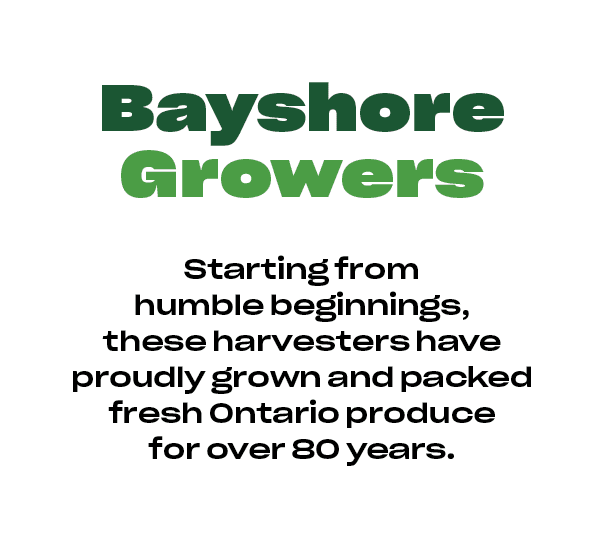 Bayshore
Growers
Starting from
humble beginnings,
these harvesters have
proudly grown and packed
fresh Ontario produce
for over 80 years.